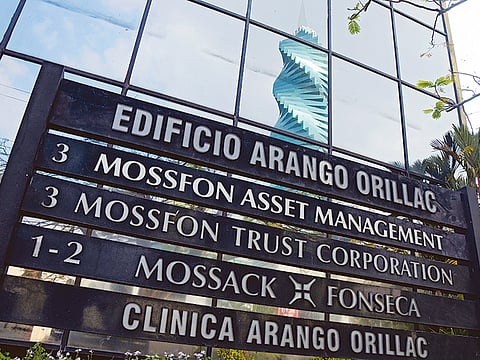 EDIFICIO ARANGO ORILLAC
3 MOSSFON ASSET MANAGEMENT
3 MOSSFON TRUST CORPORATION
1-2 MOSSACK FONSECA
CLINICA ARANGO ORILLAC